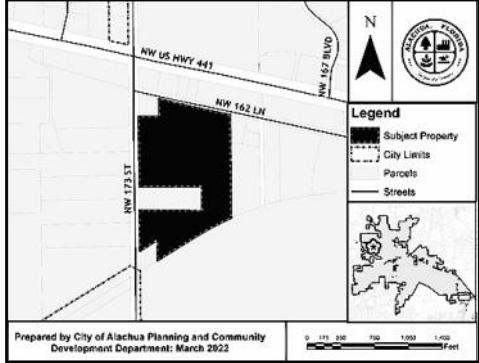 NW US HWY 441
NW 167 BLVD
NW 162 LN
NW 173 ST
N
ALACHUA, FLORIDA
Legend
Subject Property
City Limits
Parcels
Streets
Prepared by City of Alachua Planning and Community
Development Department: March 2022
0 175 350 700 1,050 1,400
Feet